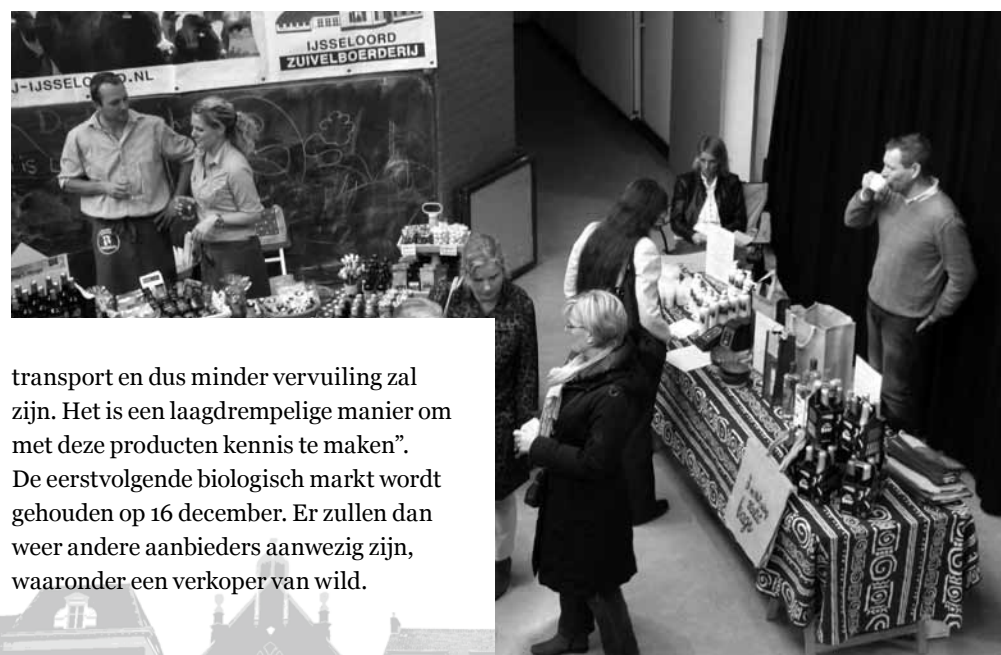 IJSSELOORD
ZUIVELBOERDERIJ
transport en dus minder vervuiling zal
zijn. Het is een laagdrempelige manier om
met deze producten kennis te maken”.
De eerstvolgende biologisch markt wordt
gehouden op 16 december. Er zullen dan
weer andere aanbieders aanwezig zijn,
waaronder een verkoper van wild.